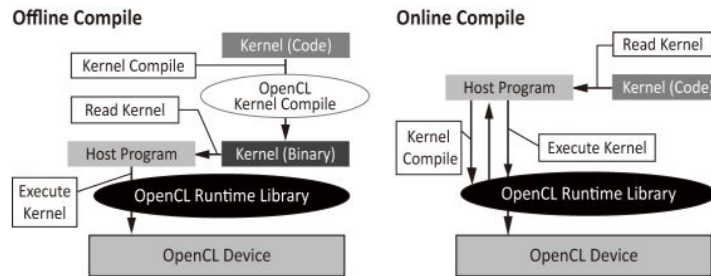 Offline Compile
Kernel (Code)
Kernel Compile
OpenCL
Kernel Compile
Read Kernel
Host Program
Kernel (Binary)
Execute
Kernel
OpenCL Runtime Library
OpenCL Device
Online Compile
Read Kernel
Host Program
Kernel (Code)
Kernel
Compile
Execute Kernel
OpenCL Runtime Library
OpenCL Device